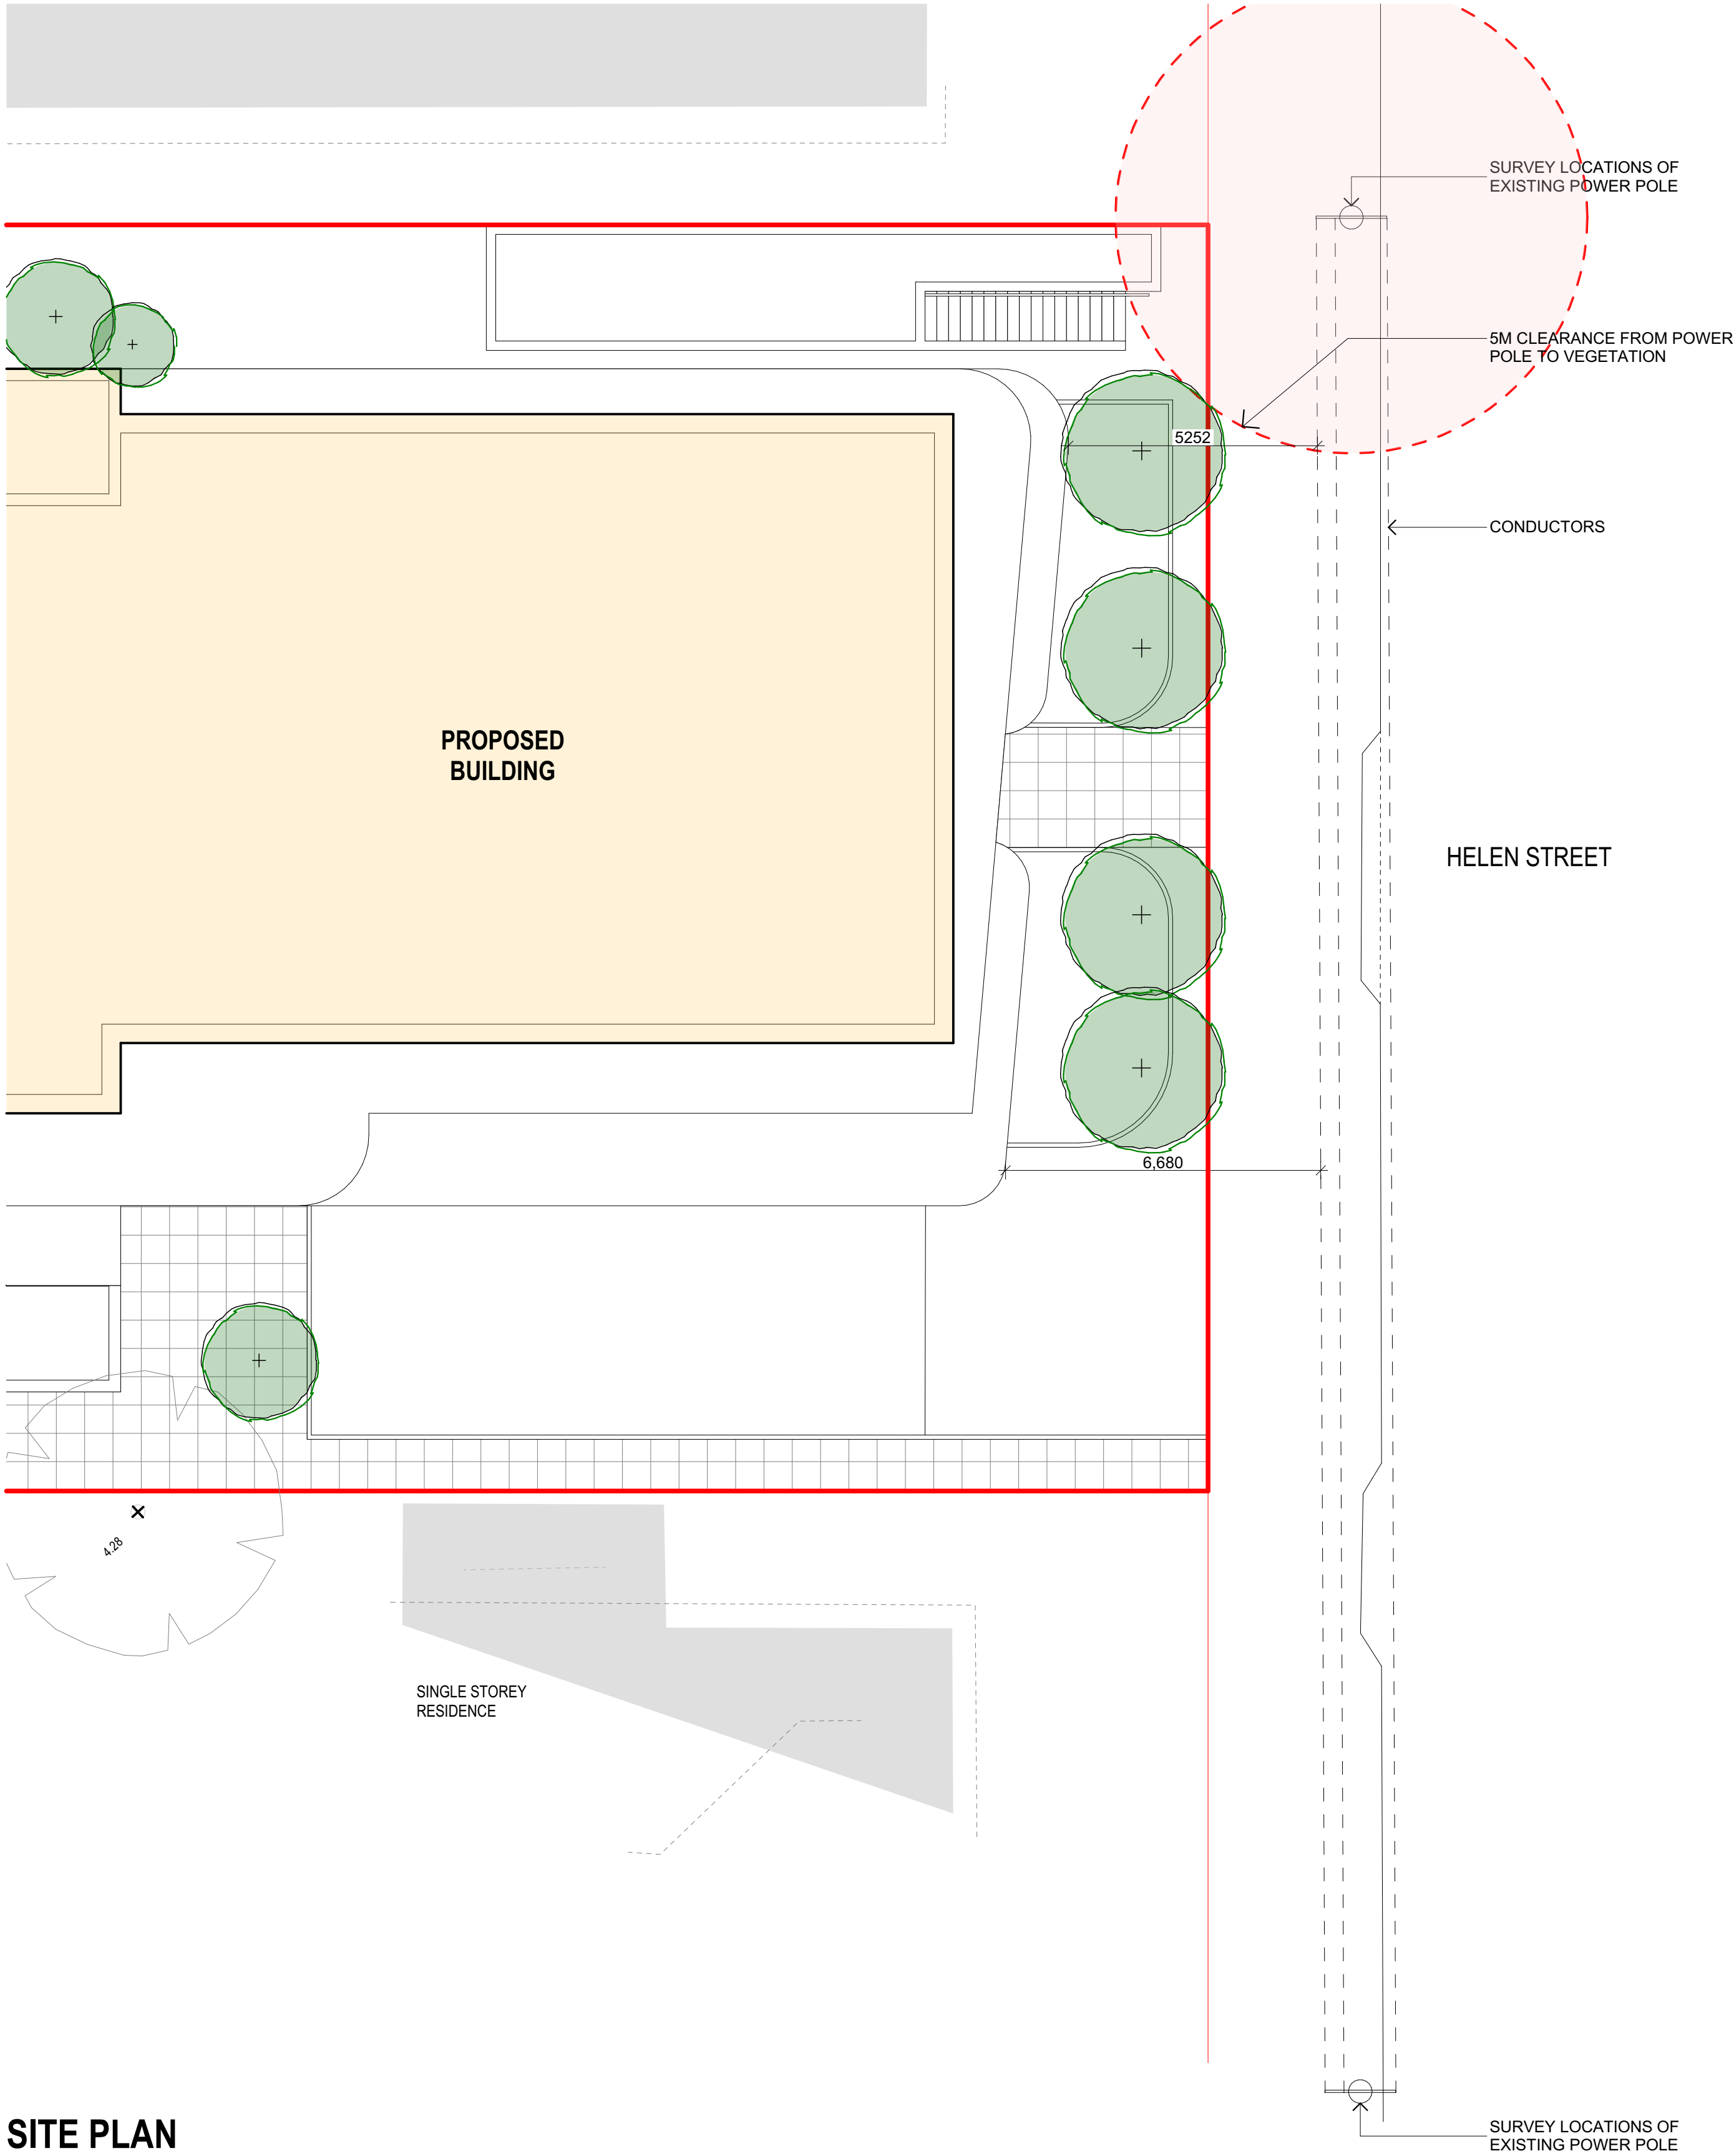 SURVEY LOCATIONS OF
EXISTING POWER POLE
5M CLEARANCE FROM POWER
POLE TO VEGETATION
5252
CONDUCTORS
PROPOSED
BUILDING
HELEN STREET
6,680
4.28
SINGLE STOREY
RESIDENCE
SITE PLAN
SURVEY LOCATIONS OF
EXISTING POWER POLE